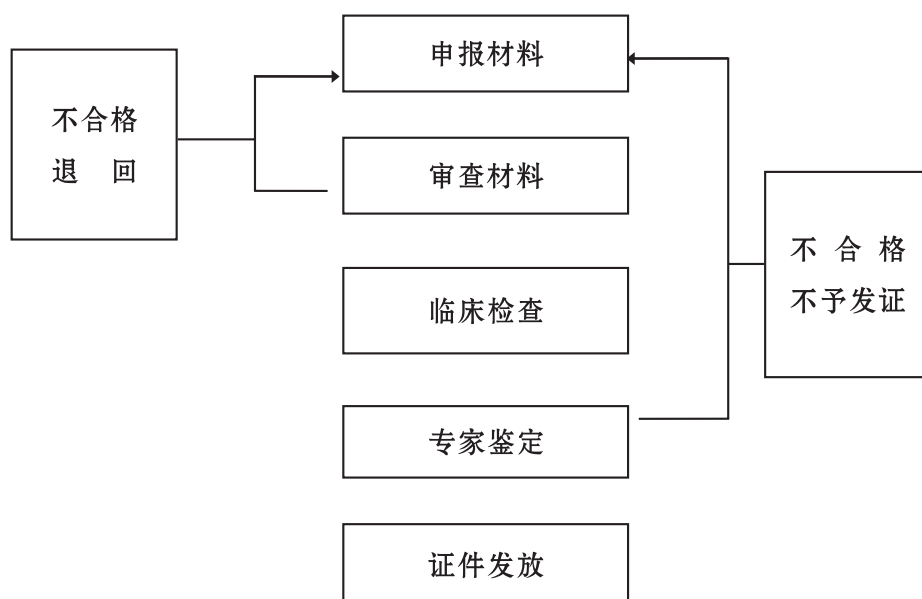 申报材料
不合格
退 回
审查材料
不 合 格
不予发证
临床检查
专家鉴定
证件发放